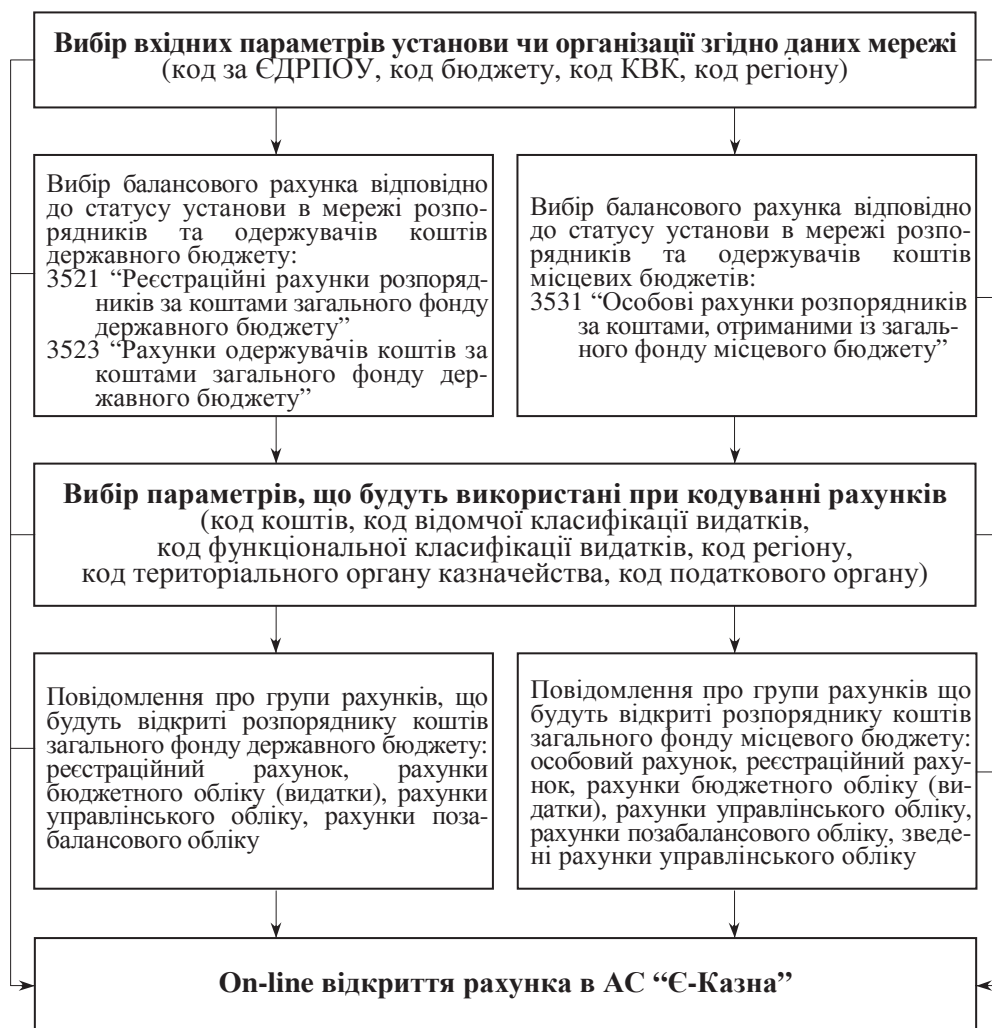 Вибір вхідних параметрів установи чи організації згідно даних мережі
(код за ЄДРПОУ, код бюджету, код КВК, код регіону)
Вибір балансового рахунка відповідно
до статусу установи в мережі розпо-
рядників та одержувачів коштів
державного бюджету:
3521 “Реєстраційні рахунки розпоряд-
ників за коштами загального фонду
державного бюджету”
3523 “Рахунки одержувачів коштів за
коштами загального фонду дер-
жавного бюджету”
Вибір балансового рахунка відповідно
до статусу установи в мережі розпо-
рядників та одержувачів коштів
місцевих бюджетів:
3531 “Особові рахунки розпорядників
за коштами, отриманими із загаль-
ного фонду місцевого бюджету”
Вибір параметрів, що будуть використані при кодуванні рахунків
(код коштів, код відомчої класифікації видатків,
код функціональної класифікації видатків, код регіону,
код територіального органу казначейства, код податкового органу)
Повідомлення про групи рахунків, що
будуть відкриті розпоряднику коштів
загального фонду державного бюджету:
реєстраційний рахунок, рахунки
бюджетного обліку (видатки), рахунки
управлінського обліку, рахунки поза-
балансового обліку
Повідомлення про групи рахунків що
будуть відкриті розпоряднику коштів
загального фонду місцевого бюджету:
особовий рахунок, реєстраційний раху-
нок, рахунки бюджетного обліку (ви-
датки), рахунки управлінського обліку,
рахунки позабалансового обліку, зведе-
ні рахунки управлінського обліку
On-line відкриття рахунка в АС “Є-Казна”